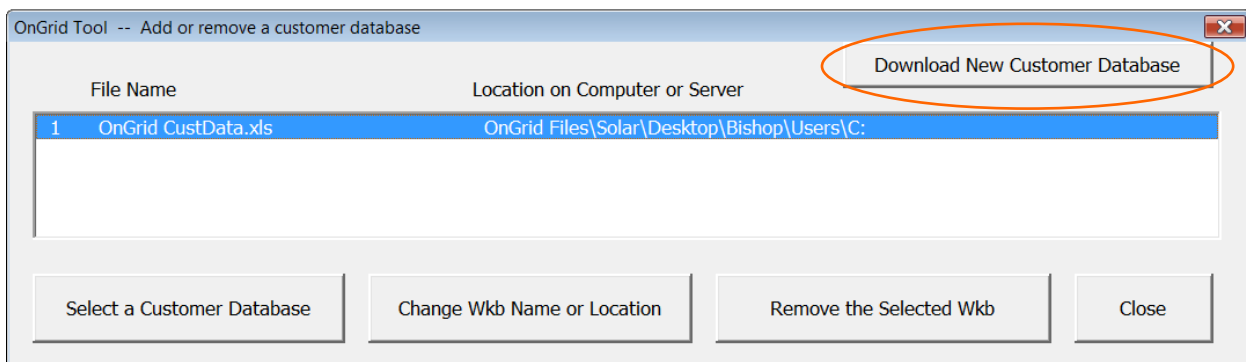 OnGrid Tool -- Add or remove a customer database
Download New Customer Database
File Name Location on Computer or Server
1 OnGrid CustData.xls OnGrid Files\Solar\Desktop\Bishop\Users\C:
Select a Customer Database Change Wkb Name or Location Remove the Selected Wkb Close